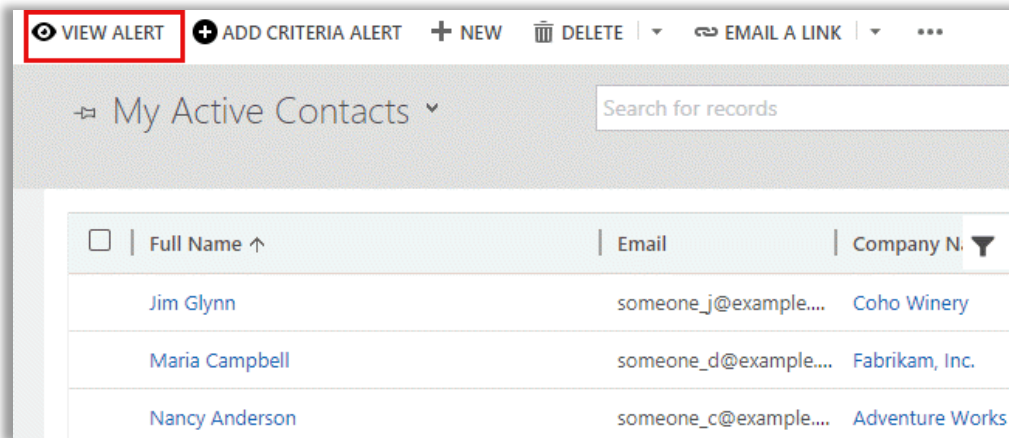 VIEW ALERT ADD CRITERIA ALERT NEW DELETE EMAIL A LINK
My Active Contacts Search for records
Full Name Email Company Na
Jim Glynn someone_j@example.... Coho Winery
Maria Campbell someone_d@example.... Fabrikam, Inc.
Nancy Anderson someone_c@example.... Adventure Works